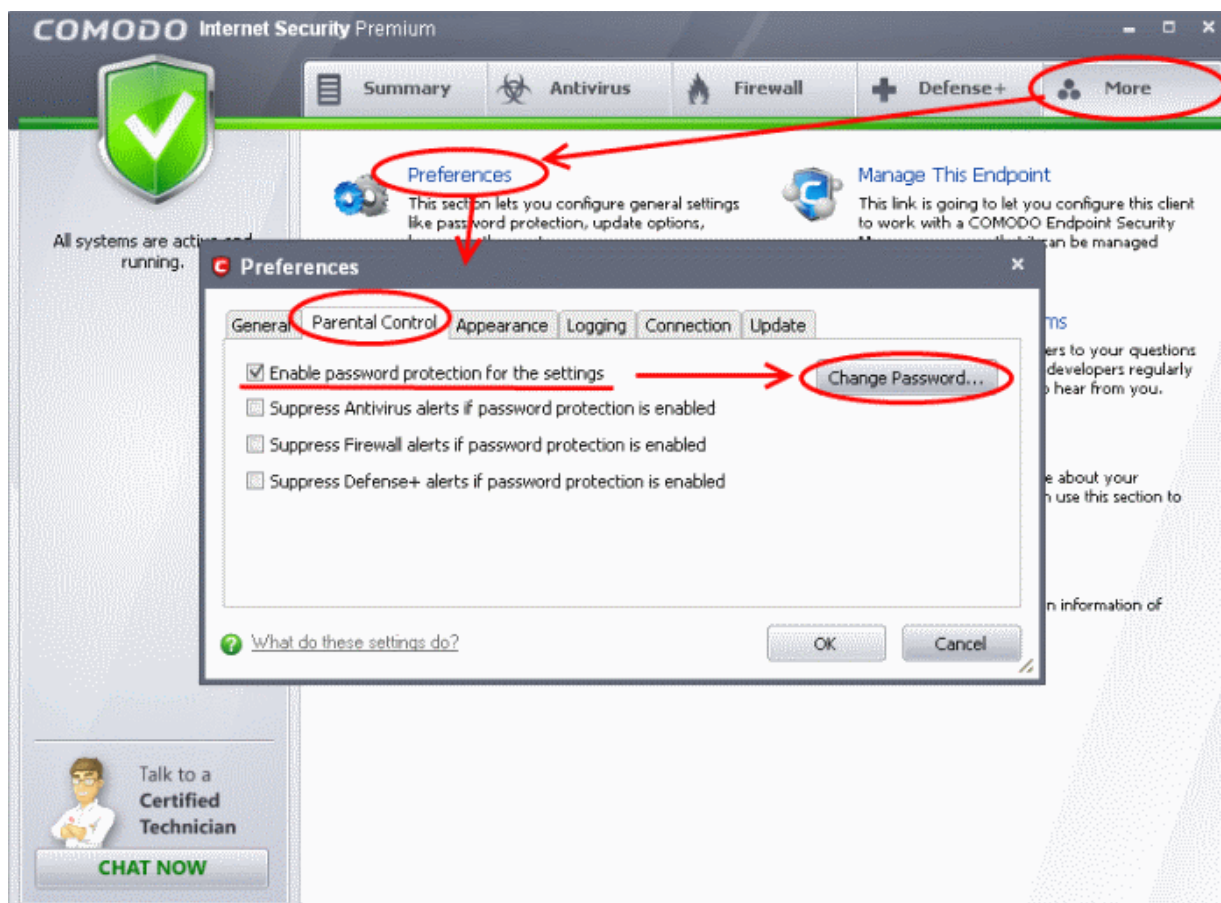 COMODO Internet Security Premium
Summary
Antivirus
Firewall
Defense+
More
Preferences
This section lets you configure general settings
like password protection, update options,
Manage This Endpoint
This link is going to let you configure this client
to work with a COMODO Endpoint Security
can be managed
All systems are active and
running.
Preferences
General
Parental Control
Appearance
Logging
Connection
Update
Enable password protection for the settings
Change Password...
Suppress Antivirus alerts if password protection is enabled
Suppress Firewall alerts if password protection is enabled
Suppress Defense+ alerts if password protection is enabled
What do these settings do?
OK
Cancel
ms
ers to your questions
developers regularly
hear from you.
e about your
n use this section to
n information of
Talk to a
Certified
Technician
CHAT NOW